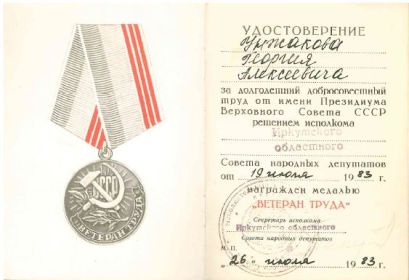 СССР
ВЕТЕРАН ТРУДА
УДОСТОВЕРЕНИЕ
Унжакова
Георгия
Алексеевича
за долголетний добросовестный
труд от имени Президиума
Верховного Совета СССР
решением исполкома
Иркутского
областного
Совета народных депутатов
от 19 июля 1983 г.
награжден медалью
"ВЕТЕРАН ТРУДА"
Секретарь исполкома
Иркутского областного
Совета народных депутатов
М.П.
"26" июля 1983 г.